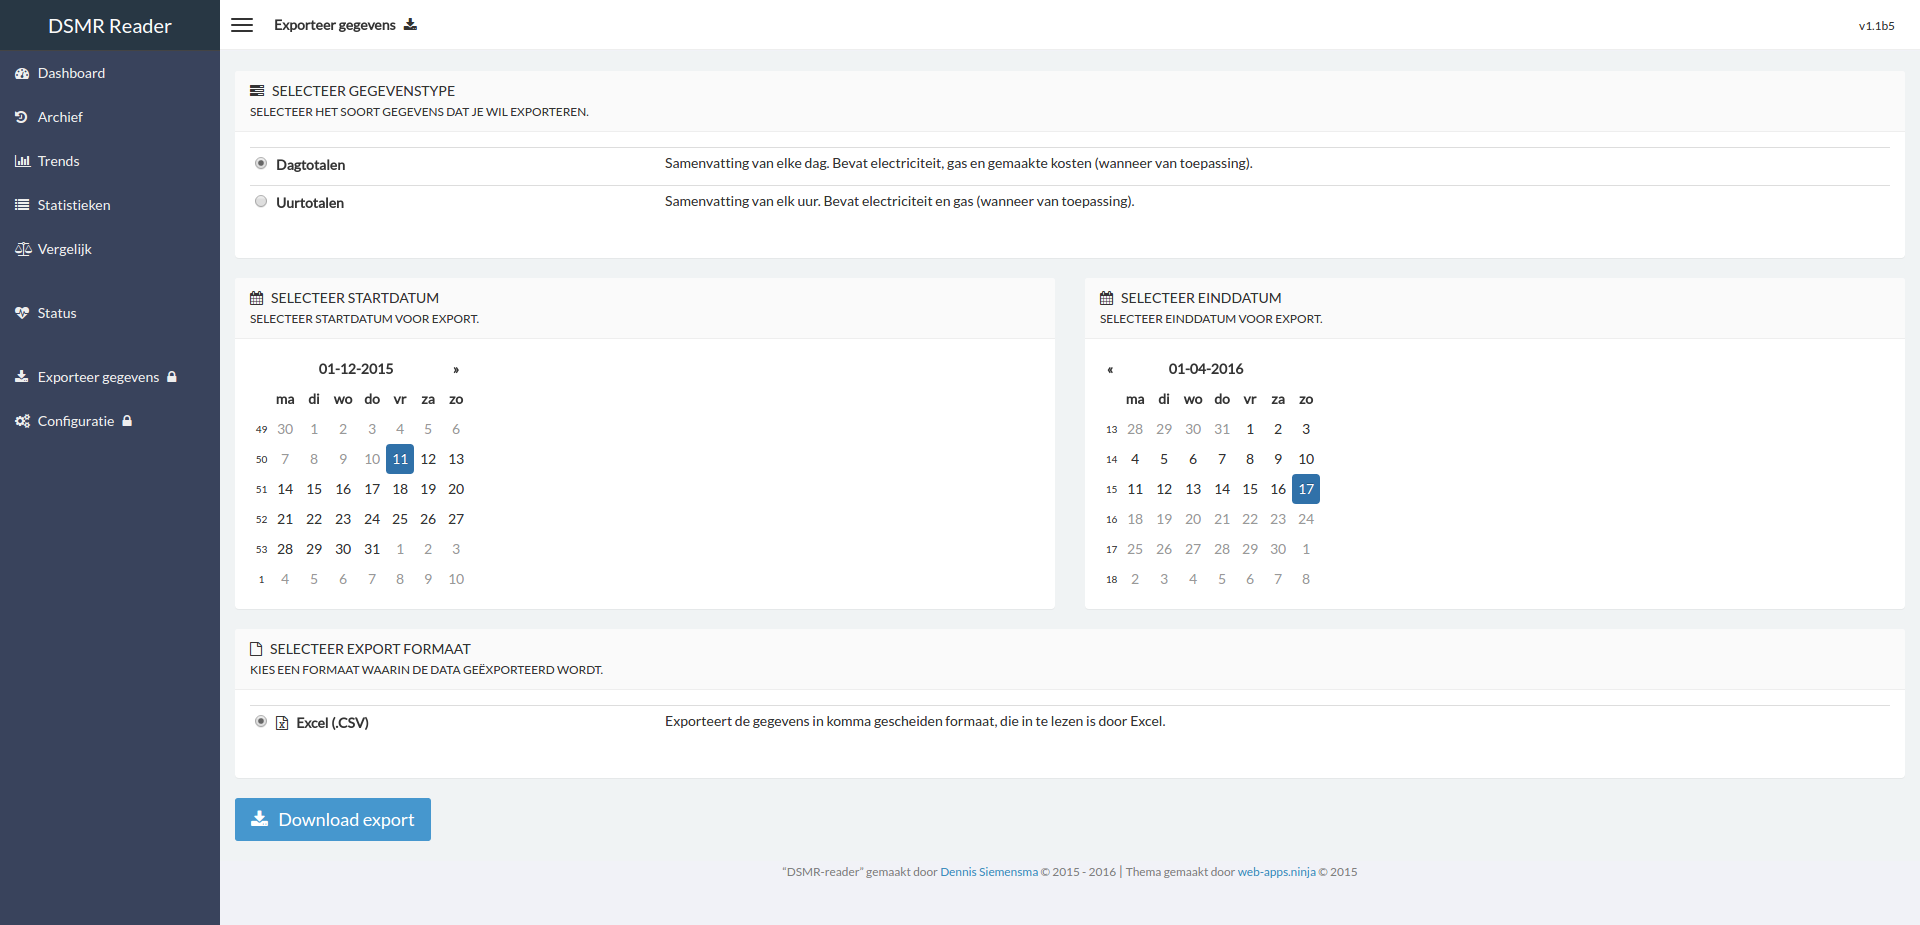 DSMR Reader
Exporteer gegevens
v1.1b5
Dashboard
Archief
Trends
Statistieken
Vergelijk
Status
Exporteer gegevens
Configuratie
SELECTEER GEGEVENSTYPE
SELECTEER HET SOORT GEGEVENS DAT JE WIL EXPORTEREN.
Dagtotalen Samenvatting van elke dag. Bevat electriciteit, gas en gemaakte kosten (wanneer van toepassing).
Uurtotalen Samenvatting van elk uur. Bevat electriciteit en gas (wanneer van toepassing).
SELECTEER STARTDATUM
SELECTEER STARTDATUM VOOR EXPORT.
01-12-2015 »
ma di wo do vr za zo
49 30 1 2 3 4 5 6
50 7 8 9 10 11 12 13
51 14 15 16 17 18 19 20
52 21 22 23 24 25 26 27
53 28 29 30 31 1 2 3
1 4 5 6 7 8 9 10
SELECTEER EINDDATUM
SELECTEER EINDDATUM VOOR EXPORT.
« 01-04-2016
ma di wo do vr za zo
13 28 29 30 31 1 2 3
14 4 5 6 7 8 9 10
15 11 12 13 14 15 16 17
16 18 19 20 21 22 23 24
17 25 26 27 28 29 30 1
18 2 3 4 5 6 7 8
SELECTEER EXPORT FORMAAT
KIES EEN FORMAAT WAARIN DE DATA GEËXPORTEERD WORDT.
Excel (.CSV) Exporteert de gegevens in komma gescheiden formaat, die in te lezen is door Excel.
Download export
“DSMR-reader” gemaakt door Dennis Siemensma © 2015 - 2016 | Thema gemaakt door web-apps.ninja © 2015